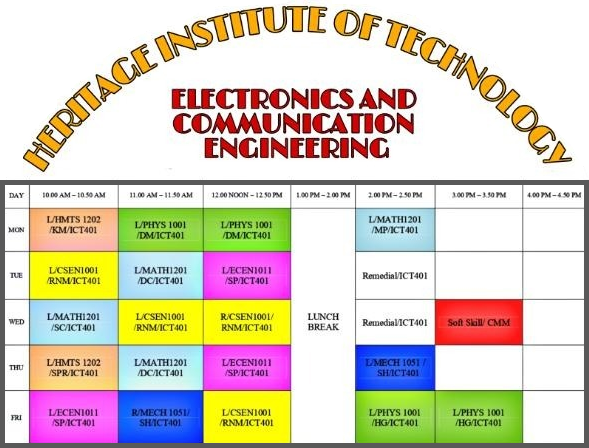 HERITAGE INSTITUTE OF TECHNOLOGY
ELECTRONICS AND
COMMUNICATION
ENGINEERING
DAY 10.00 AM – 10.50 AM 11.00 AM – 11.50 AM 12.00 NOON – 12.50 PM 1.00 PM – 2.00 PM 2.00 PM – 2.50 PM 3.00 PM – 3.50 PM 4.00 PM – 4.50 PM
MON
L/HMTS 1202
/KM/ICT401
L/PHYS 1001
/DM/ICT401
L/PHYS 1001
/DM/ICT401
L/MATH1201
/MP/ICT401
TUE
L/CSEN1001
/RNM/ICT401
L/MATH1201
/DC/ICT401
L/ECEN1011
/SP/ICT401
Remedial/ICT401
WED
L/MATH1201
/SC/ICT401
L/CSEN1001
/RNM/ICT401
R/CSEN1001/
RNM/ICT401
LUNCH
BREAK
Remedial/ICT401
Soft Skill/ CMM
THU
L/HMTS 1202
/SPR/ICT401
L/MATH1201
/DC/ICT401
L/ECEN1011
/SP/ICT401
L/MECH 1051 /
SH/ICT401
FRI
L/ECEN1011
/SP/ICT401
R/MECH 1051/
SH/ICT401
L/CSEN1001
/RNM/ICT401
L/PHYS 1001
/HG/ICT401
L/PHYS 1001
/HG/ICT401